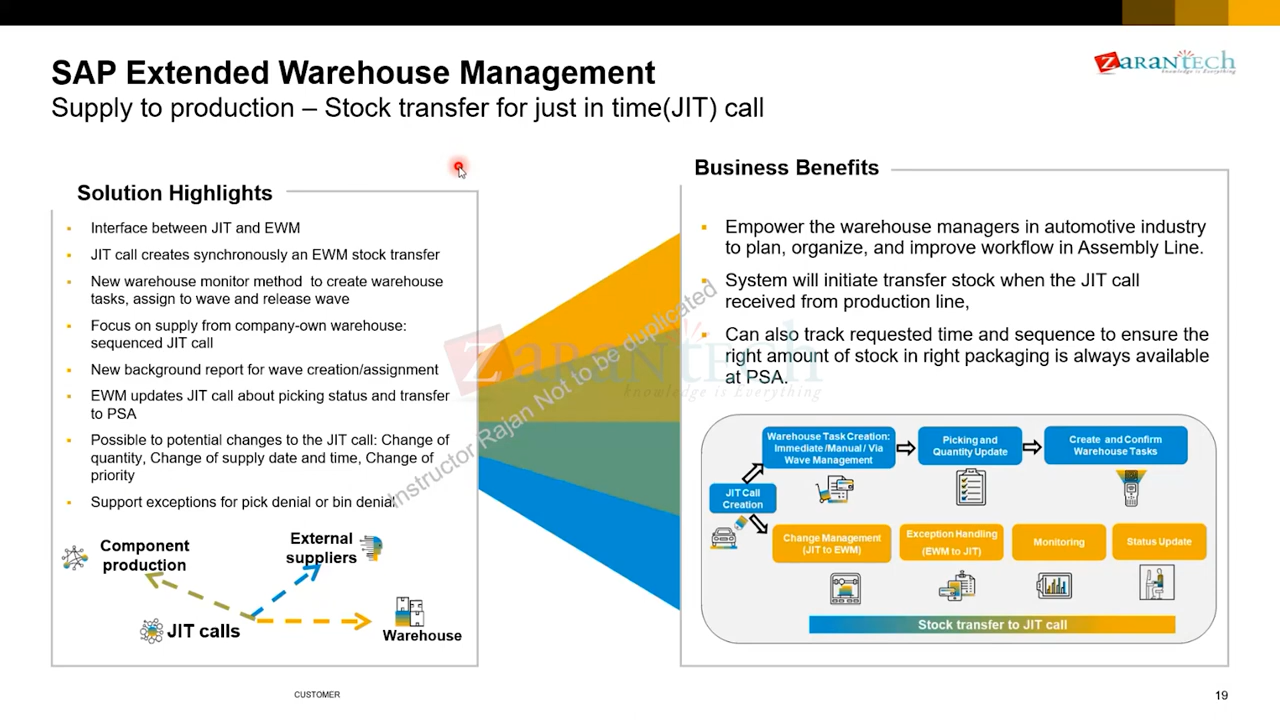 SAP Extended Warehouse Management
Supply to production – Stock transfer for just in time(JIT) call
ZaranTech
knowledge is Everything
Solution Highlights
Interface between JIT and EWM
JIT call creates synchronously an EWM stock transfer
New warehouse monitor method to create warehouse
tasks, assign to wave and release wave
Focus on supply from company-own warehouse:
sequenced JIT call
New background report for wave creation/assignment
EWM updates JIT call about picking status and transfer
to PSA
Possible to potential changes to the JIT call: Change of
quantity, Change of supply date and time, Change of
priority
Support exceptions for pick denial or bin denial
Component
production
External
suppliers
JIT calls
Warehouse
Instructor Rajan Not to be duplicated
ZaranTech
knowledge is Everything
Business Benefits
Empower the warehouse managers in automotive industry
to plan, organize, and improve workflow in Assembly Line.
System will initiate transfer stock when the JIT call
received from production line,
Can also track requested time and sequence to ensure the
right amount of stock in right packaging is always available
at PSA.
JIT Call
Creation
Warehouse Task Creation:
Immediate /Manual / Via
Wave Management
Picking and
Quantity Update
Create and Confirm
Warehouse Tasks
Change Management
(JIT to EWM)
Exception Handling
(EWM to JIT)
Monitoring
Status Update
Stock transfer to JIT call
CUSTOMER
19